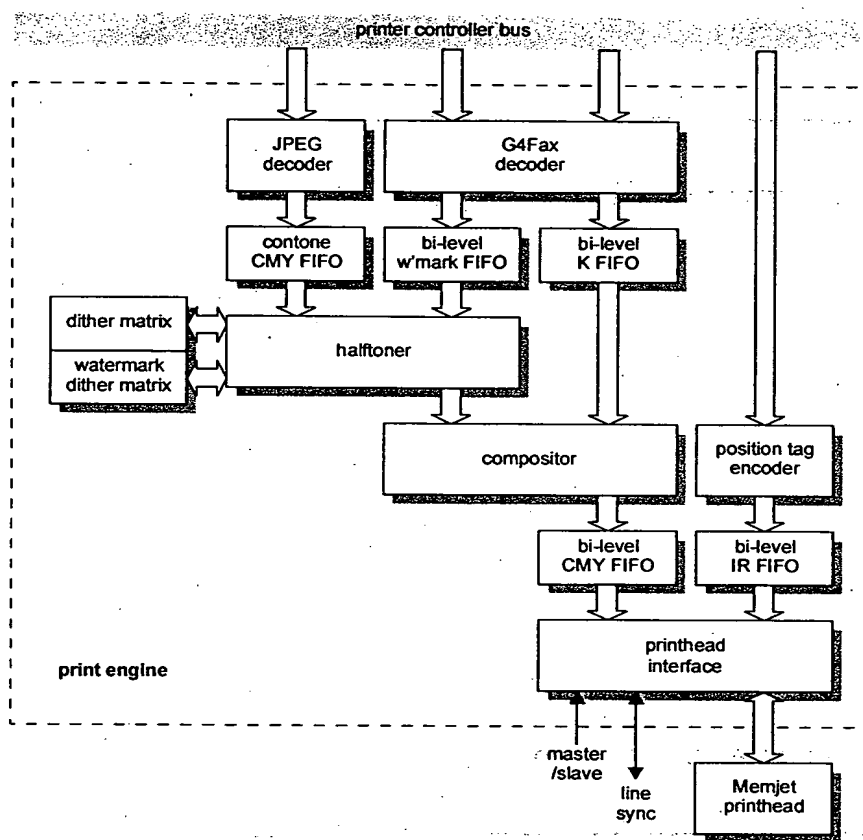 printer controller bus
JPEG
decoder
G4Fax
decoder
contone
CMY FIFO
bi-level
w'mark FIFO
bi-level
K FIFO
dither matrix
watermark
dither matrix
halftoner
compositor
position tag
encoder
bi-level
CMY FIFO
bi-level
IR FIFO
printhead
interface
print engine
master
/slave
line
sync
Memjet
printhead